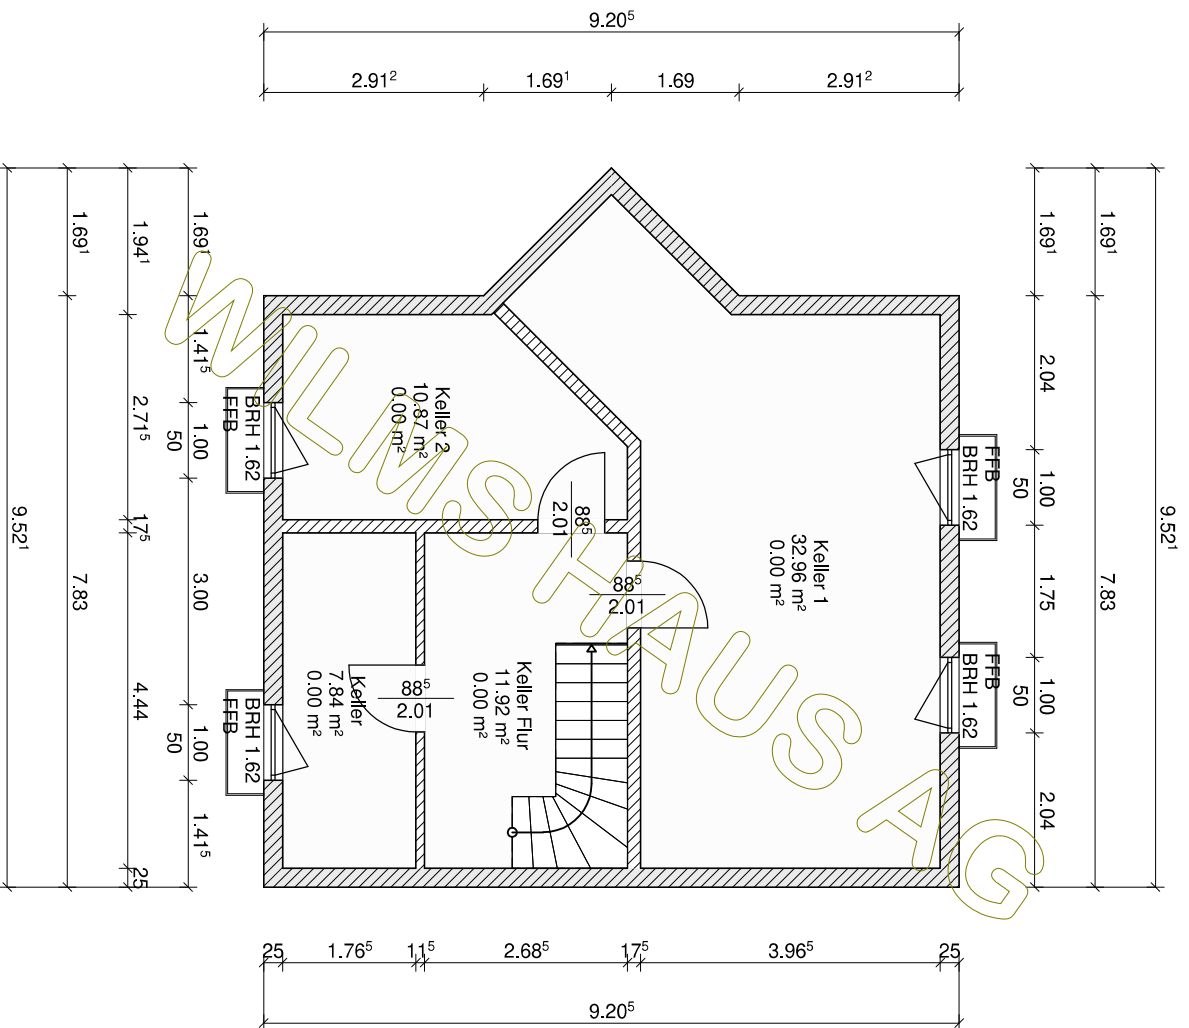 9.20⁵
2.91²
1.69¹
1.69
2.91²
1.69¹
1.41⁵
1.00
50
3.00
1.00
50
1.41⁵
1.94¹
2.71⁵
17⁵
4.44
25
1.69¹
7.83
9.52¹
1.69¹
2.04
1.00
50
1.75
1.00
50
2.04
1.69¹
7.83
9.52¹
BRH 1.62
FFB
BRH 1.62
FFB
FFB
BRH 1.62
FFB
BRH 1.62
Keller 2
10.87 m²
0.00 m²
88⁵
2.01
Keller 1
32.96 m²
0.00 m²
88⁵
2.01
Keller
7.84 m²
0.00 m²
88⁵
2.01
Keller Flur
11.92 m²
0.00 m²
WILMS HAUS AG
25
1.76⁵
11⁵
2.68⁵
17⁵
3.96⁵
25
9.20⁵